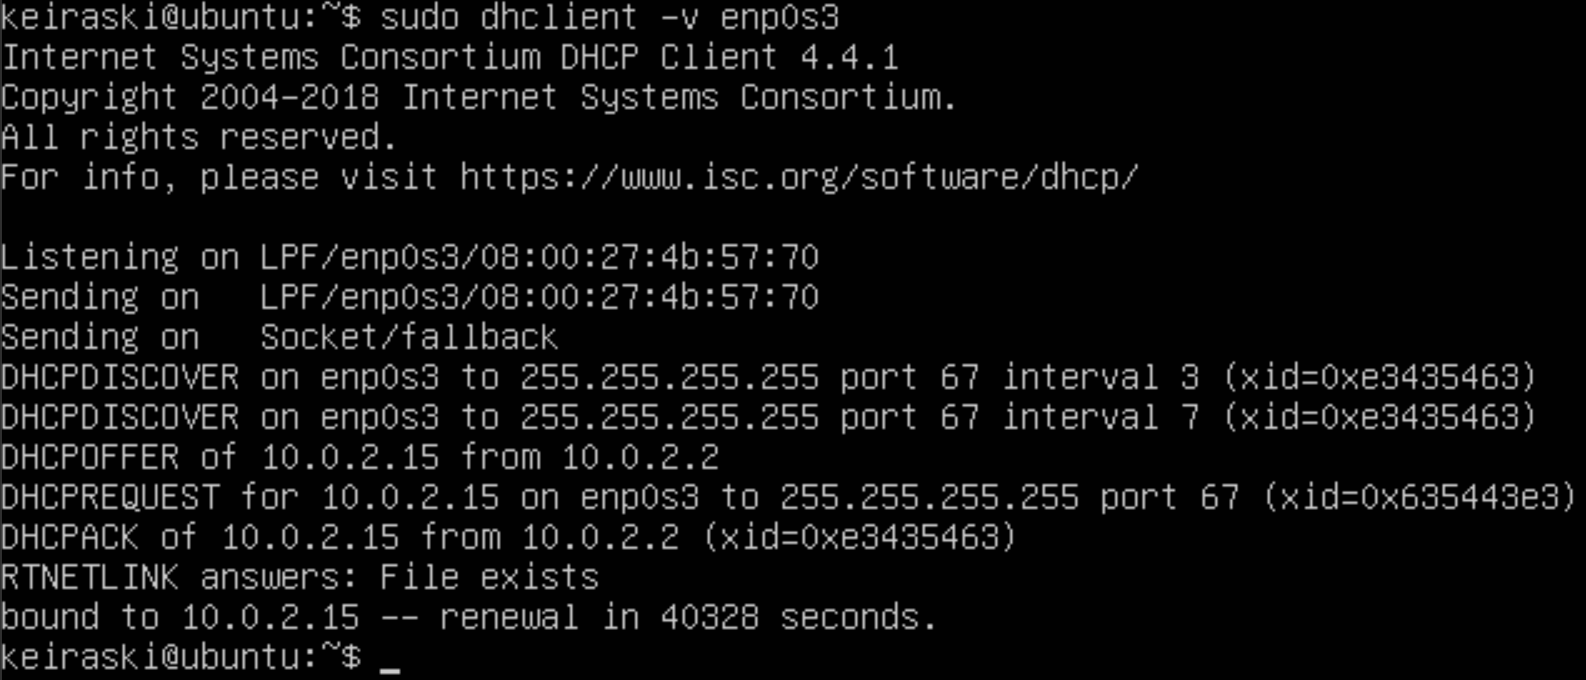 keiraski@ubuntu:~$ sudo dhclient -v enp0s3
Internet Systems Consortium DHCP Client 4.4.1
Copyright 2004-2018 Internet Systems Consortium.
All rights reserved.
For info, please visit https://www.isc.org/software/dhcp/

Listening on LPF/enp0s3/08:00:27:4b:57:70
Sending on   LPF/enp0s3/08:00:27:4b:57:70
Sending on   Socket/fallback
DHCPDISCOVER on enp0s3 to 255.255.255.255 port 67 interval 3 (xid=0xe3435463)
DHCPDISCOVER on enp0s3 to 255.255.255.255 port 67 interval 7 (xid=0xe3435463)
DHCPOFFER of 10.0.2.15 from 10.0.2.2
DHCPREQUEST for 10.0.2.15 on enp0s3 to 255.255.255.255 port 67 (xid=0x635443e3)
DHCPACK of 10.0.2.15 from 10.0.2.2 (xid=0xe3435463)
RTNETLINK answers: File exists
bound to 10.0.2.15 -- renewal in 40328 seconds.
keiraski@ubuntu:~$ _